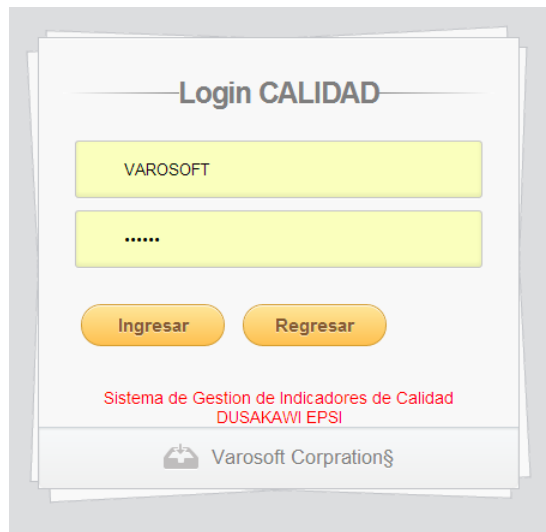 Login CALIDAD
VAROSOFT
••••••
Ingresar
Regresar
Sistema de Gestion de Indicadores de Calidad
DUSAKAWI EPSI
Varosoft Corpration§